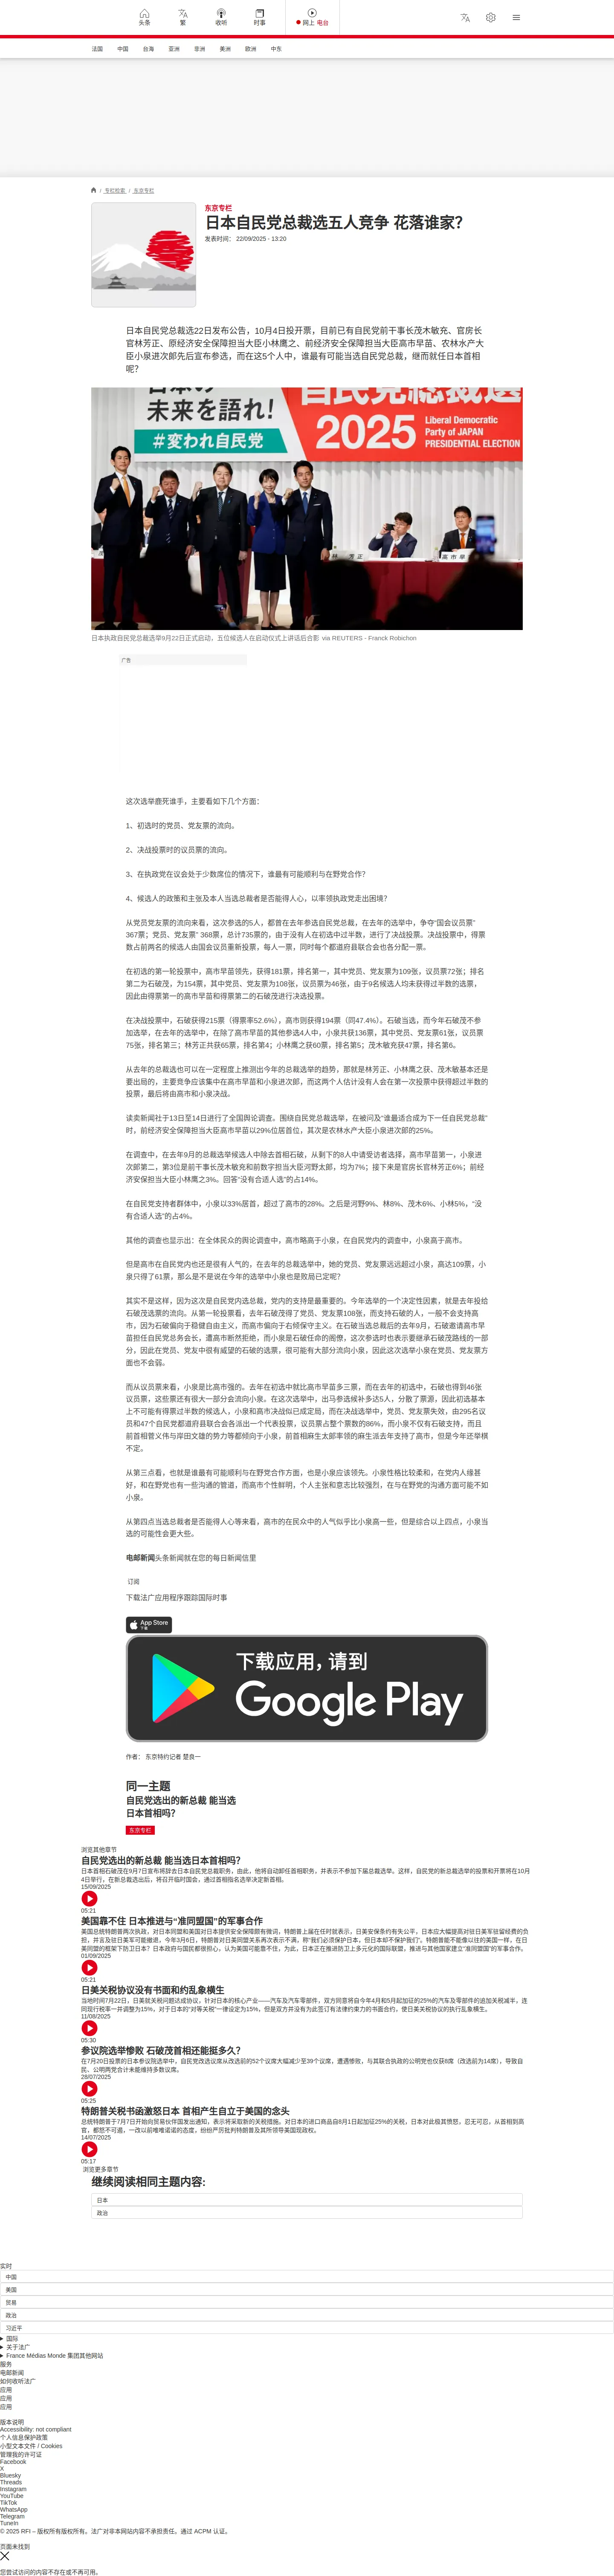 头条
繁
收听
时事
网上 电台
法国 中国 台海 亚洲 非洲 美洲 欧洲 中东
/ 专栏检索 / 东京专栏
东京专栏
日本自民党总裁选五人竞争 花落谁家?
发表时间： 22/09/2025 - 13:20
日本自民党总裁选22日发布公告，10月4日投开票，目前已有自民党前干事长茂木敏充、官房长
官林芳正、原经济安全保障担当大臣小林鹰之、前经济安全保障担当大臣高市早苗、农林水产大
臣小泉进次郎先后宣布参选，而在这5个人中，谁最有可能当选自民党总裁，继而就任日本首相
呢？
未来を語れ!
#変われ自民党
自民党総裁選
2025
Liberal Democratic
Party of JAPAN
PRESIDENTIAL ELECTION
林 芳正
高市早苗
日本执政自民党总裁选举9月22日正式启动，五位候选人在启动仪式上讲话后合影 via REUTERS - Franck Robichon
广告
这次选举鹿死谁手，主要看如下几个方面：
1、初选时的党员、党友票的流向。
2、决战投票时的议员票的流向。
3、在执政党在议会处于少数席位的情况下，谁最有可能顺利与在野党合作?
4、候选人的政策和主张及本人当选总裁者是否能得人心，以率领执政党走出困境？
从党员党友票的流向来看，这次参选的5人，都曾在去年参选自民党总裁，在去年的选举中，争夺“国会议员票”
367票；党员、党友票” 368票，总计735票的，由于没有人在初选中过半数，进行了决战投票。决战投票中，得票
数占前两名的候选人由国会议员重新投票，每人一票，同时每个都道府县联合会也各分配一票。
在初选的第一轮投票中，高市早苗领先，获得181票，排名第一，其中党员、党友票为109张，议员票72张；排名
第二为石破茂，为154票，其中党员、党友票为108张，议员票为46张，由于9名候选人均未获得过半数的选票，
因此由得票第一的高市早苗和得票第二的石破茂进行决选投票。
在决战投票中，石破获得215票（得票率52.6%），高市则获得194票（同47.4%）。石破当选，而今年石破茂不参
加选举，在去年的选举中，在除了高市早苗的其他参选4人中，小泉共获136票，其中党员、党友票61张，议员票
75张，排名第三；林芳正共获65票，排名第4；小林鹰之获60票，排名第5；茂木敏充获47票，排名第6。
从去年的总裁选也可以在一定程度上推测出今年的总裁选举的趋势，那就是林芳正、小林鹰之获、茂木敏基本还是
要出局的，主要竞争应该集中在高市早苗和小泉进次郎，而这两个人估计没有人会在第一次投票中获得超过半数的
投票，最后将由高市和小泉决战。
读卖新闻社于13日至14日进行了全国舆论调查。围绕自民党总裁选举，在被问及“谁最适合成为下一任自民党总裁”
时，前经济安全保障担当大臣高市早苗以29%位居首位，其次是农林水产大臣小泉进次郎的25%。
在调查中，在去年9月的总裁选举候选人中除去首相石破，从剩下的8人中请受访者选择，高市早苗第一，小泉进
次郎第二，第3位是前干事长茂木敏充和前数字担当大臣河野太郎，均为7%；接下来是官房长官林芳正6%；前经
济安保担当大臣小林鹰之3%。回答“没有合适人选”的占14%。
在自民党支持者群体中，小泉以33%居首，超过了高市的28%。之后是河野9%、林8%、茂木6%、小林5%，“没
有合适人选”的占4%。
其他的调查也显示出：在全体民众的舆论调查中，高市略高于小泉，在自民党内的调查中，小泉高于高市。
但是高市在自民党内也还是很有人气的，在去年的总裁选举中，她的党员、党友票远远超过小泉，高达109票，小
泉只得了61票，那么是不是说在今年的选举中小泉也是败局已定呢?
其实不是这样，因为这次是自民党内选总裁，党内的支持是最重要的。今年选举的一个决定性因素，就是去年投给
石破茂选票的流向。从第一轮投票看，去年石破茂得了党员、党友票108张，而支持石破的人，一般不会支持高
市，因为石破偏向于稳健自由主义，而高市偏向于右倾保守主义。在石破当选总裁后的去年9月，石破邀请高市早
苗担任自民党总务会长，遭高市断然拒绝，而小泉是石破任命的阁僚，这次参选时也表示要继承石破茂路线的一部
分，因此在党员、党友中很有威望的石破的选票，很可能有大部分流向小泉，因此这次选举小泉在党员、党友票方
面也不会弱。
而从议员票来看，小泉是比高市强的。去年在初选中就比高市早苗多三票，而在去年的初选中，石破也得到46张
议员票，这些票还有很大一部分会流向小泉。在这次选举中，出马参选候补多达5人，分散了票源，因此初选基本
上不可能有得票过半数的候选人，小泉和高市决战似已成定局，而在决战选举中，党员、党友票失效，由295名议
员和47个自民党都道府县联合会各派出一个代表投票，议员票占整个票数的86%，而小泉不仅有石破支持，而且
前首相菅义伟与岸田文雄的势力等都倾向于小泉，前首相麻生太郎率领的麻生派去年支持了高市，但是今年还举棋
不定。
从第三点看，也就是谁最有可能顺利与在野党合作方面，也是小泉应该领先。小泉性格比较柔和，在党内人缘甚
好，和在野党也有一些沟通的管道，而高市个性鲜明，个人主张和意志比较强烈，在与在野党的沟通方面可能不如
小泉。
从第四点当选总裁者是否能得人心等来看，高市的在民众中的人气似乎比小泉高一些，但是综合以上四点，小泉当
选的可能性会更大些。
电邮新闻头条新闻就在您的每日新闻信里
订阅
下载法广应用程序跟踪国际时事
App Store
下载
下载应用，请到
Google Play
作者： 东京特约记者 楚良一
同一主题
自民党选出的新总裁 能当选
日本首相吗？
东京专栏
浏览其他章节
自民党选出的新总裁 能当选日本首相吗？
日本首相石破茂在9月7日宣布将辞去日本自民党总裁职务，由此，他将自动卸任首相职务，并表示不参加下届总裁选举。这样，自民党的新总裁选举的投票和开票将在10月
4日举行，在新总裁选出后，将召开临时国会，通过首相指名选举决定新首相。
15/09/2025
05:21
美国靠不住 日本推进与“准同盟国”的军事合作
美国总统特朗普两次执政，对日本同盟和美国对日本提供安全保障颇有微词，特朗普上届在任时就表示，日美安保条约有失公平，日本应大幅提高对驻日美军驻留经费的负
担，并言及驻日美军可能撤退。今年3月6日，特朗普对日美同盟关系再次表示不满，称“我们必须保护日本，但日本却不保护我们”。特朗普能不能像以往的美国一样，在日
美同盟的框架下防卫日本？日本政府与国民都很担心，认为美国可能靠不住，为此，日本正在推进防卫上多元化的国际联盟，推进与其他国家建立“准同盟国”的军事合作。
01/09/2025
05:21
日美关税协议没有书面和约乱象横生
当地时间7月22日，日美就关税问题达成协议，针对日本的核心产业——汽车及汽车零部件，双方同意将自今年4月和5月起加征的25%的汽车及零部件的追加关税减半，连
同现行税率一并调整为15%，对于日本的“对等关税”一律设定为15%，但是双方并没有为此签订有法律约束力的书面合约，使日美关税协议的执行乱象横生。
11/08/2025
05:30
参议院选举惨败 石破茂首相还能挺多久？
在7月20日投票的日本参议院选举中，自民党改选议席从改选前的52个议席大幅减少至39个议席，遭遇惨败，与其联合执政的公明党也仅获8席（改选前为14席），导致自
民、公明两党合计未能维持多数议席。
28/07/2025
05:25
特朗普关税书函激怒日本 首相产生自立于美国的念头
总统特朗普于7月7日开始向贸易伙伴国发出通知，表示将采取新的关税措施。对日本的进口商品自8月1日起加征25%的关税，日本对此极其愤怒，忍无可忍，从首相到高
官，都怒不可遏，一改以前唯唯诺诺的态度，纷纷严厉批判特朗普及其所领导美国现政权。
14/07/2025
05:17
浏览更多章节
继续阅读相同主题内容:
日本
政治
实时
中国
美国
贸易
政治
习近平
国际
关于法广
France Médias Monde 集团其他网站
服务
电邮新闻
如何收听法广
应用
应用
应用
版本说明
Accessibility: not compliant
个人信息保护政策
小型文本文件 / Cookies
管理我的许可证
Facebook
X
Bluesky
Threads
Instagram
YouTube
TikTok
WhatsApp
Telegram
TuneIn
© 2025 RFI – 版权所有版权所有。法广对非本网站内容不承担责任。通过 ACPM 认证。
页面未找到
您尝试访问的内容不存在或不再可用。